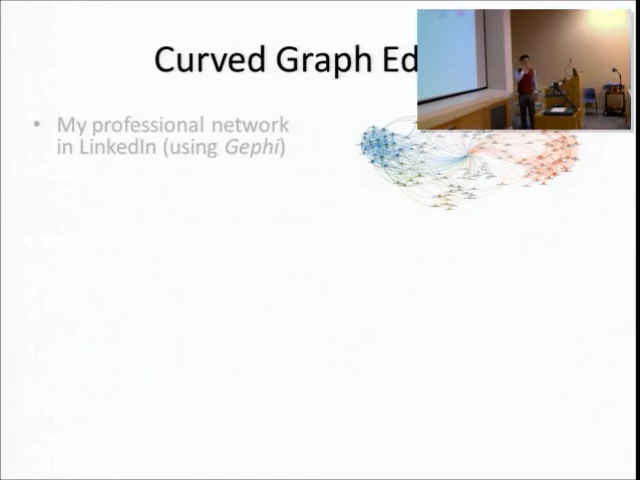 Curved Graph Ed
• My professional network
in LinkedIn (using Gephi)